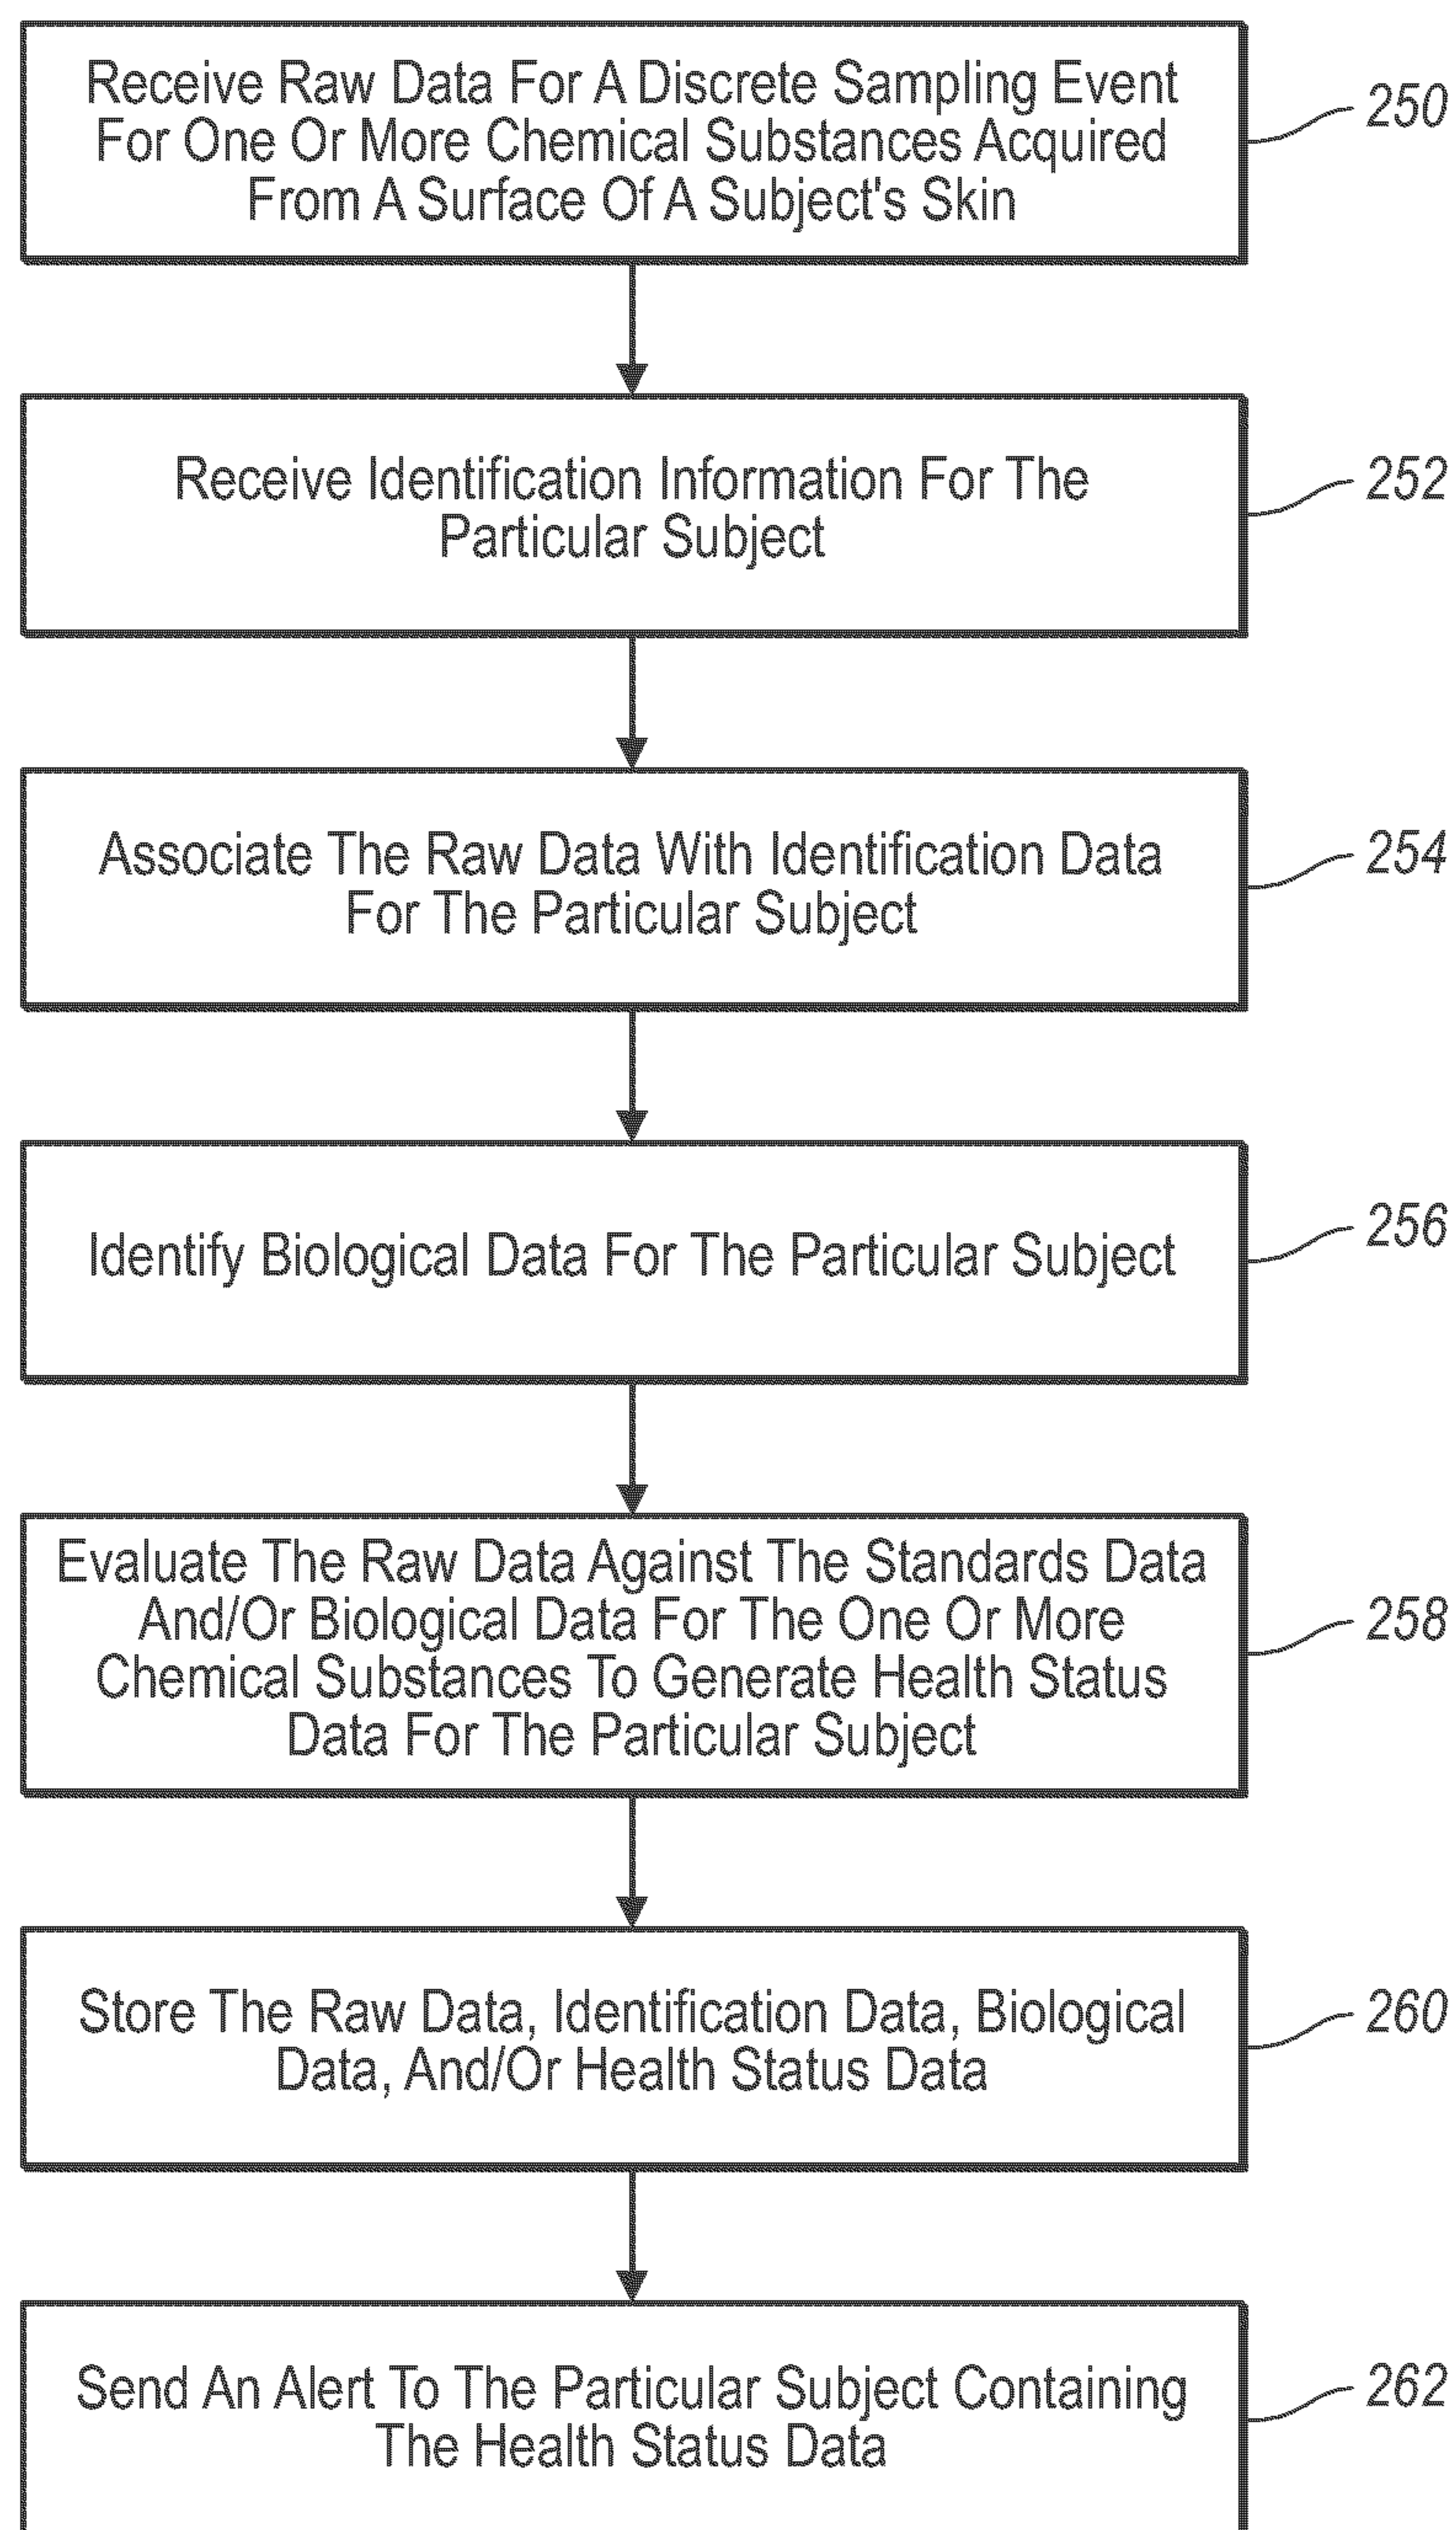 Receive Raw Data For A Discrete Sampling Event
For One Or More Chemical Substances Acquired
From A Surface Of A Subject's Skin
250
Receive Identification Information For The
Particular Subject
252
Associate The Raw Data With Identification Data
For The Particular Subject
254
Identify Biological Data For The Particular Subject
256
Evaluate The Raw Data Against The Standards Data
And/Or Biological Data For The One Or More
Chemical Substances To Generate Health Status
Data For The Particular Subject
258
Store The Raw Data, Identification Data, Biological
Data, And/Or Health Status Data
260
Send An Alert To The Particular Subject Containing
The Health Status Data
262